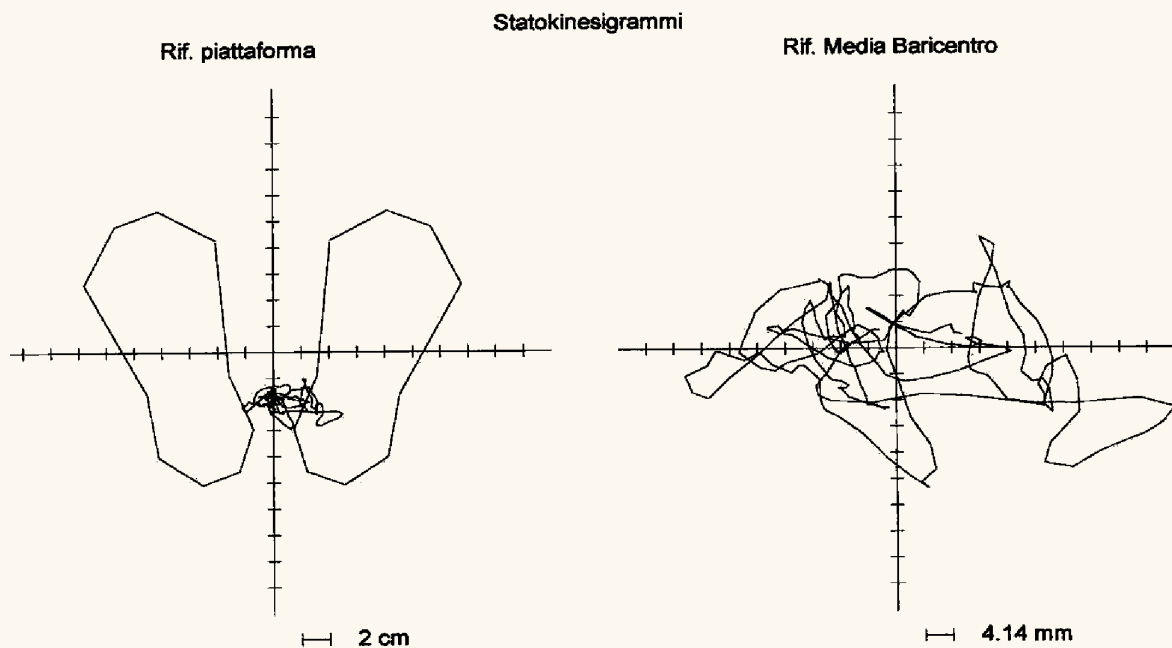 Statokinesigrammi
Rif. piattaforma
Rif. Media Baricentro
2 cm
4.14 mm